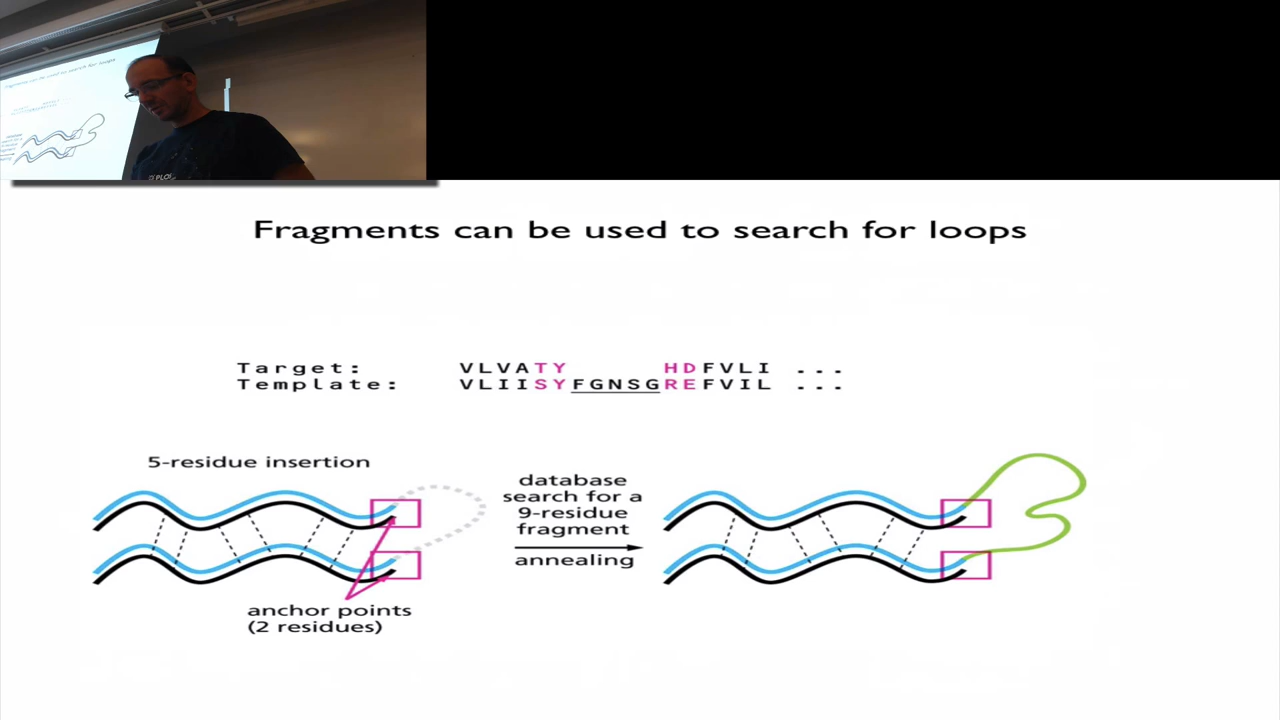 Fragments can be used to search for loops
Target: VLVATY HDFVLI ...
Template: VLIISYFGNSGREFVIL ...
5-residue insertion
database
search for a
9-residue
fragment
annealing
anchor points
(2 residues)